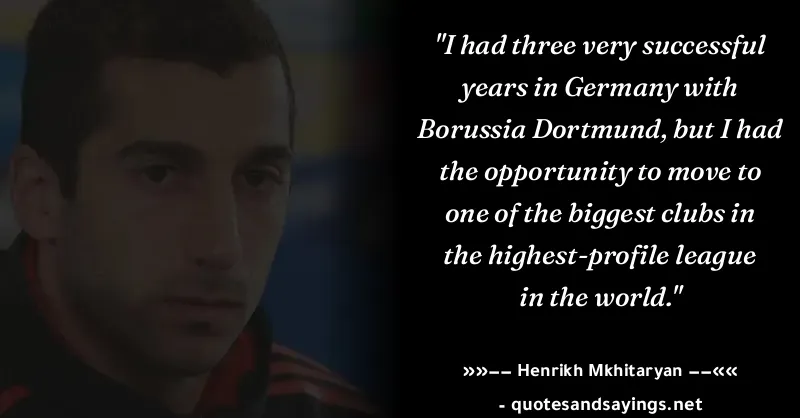 "I had three very successful
years in Germany with
Borussia Dortmund, but I had
the opportunity to move to
one of the biggest clubs in
the highest-profile league
in the world."
»»−− Henrikh Mkhitaryan −−««
- quotesandsayings.net